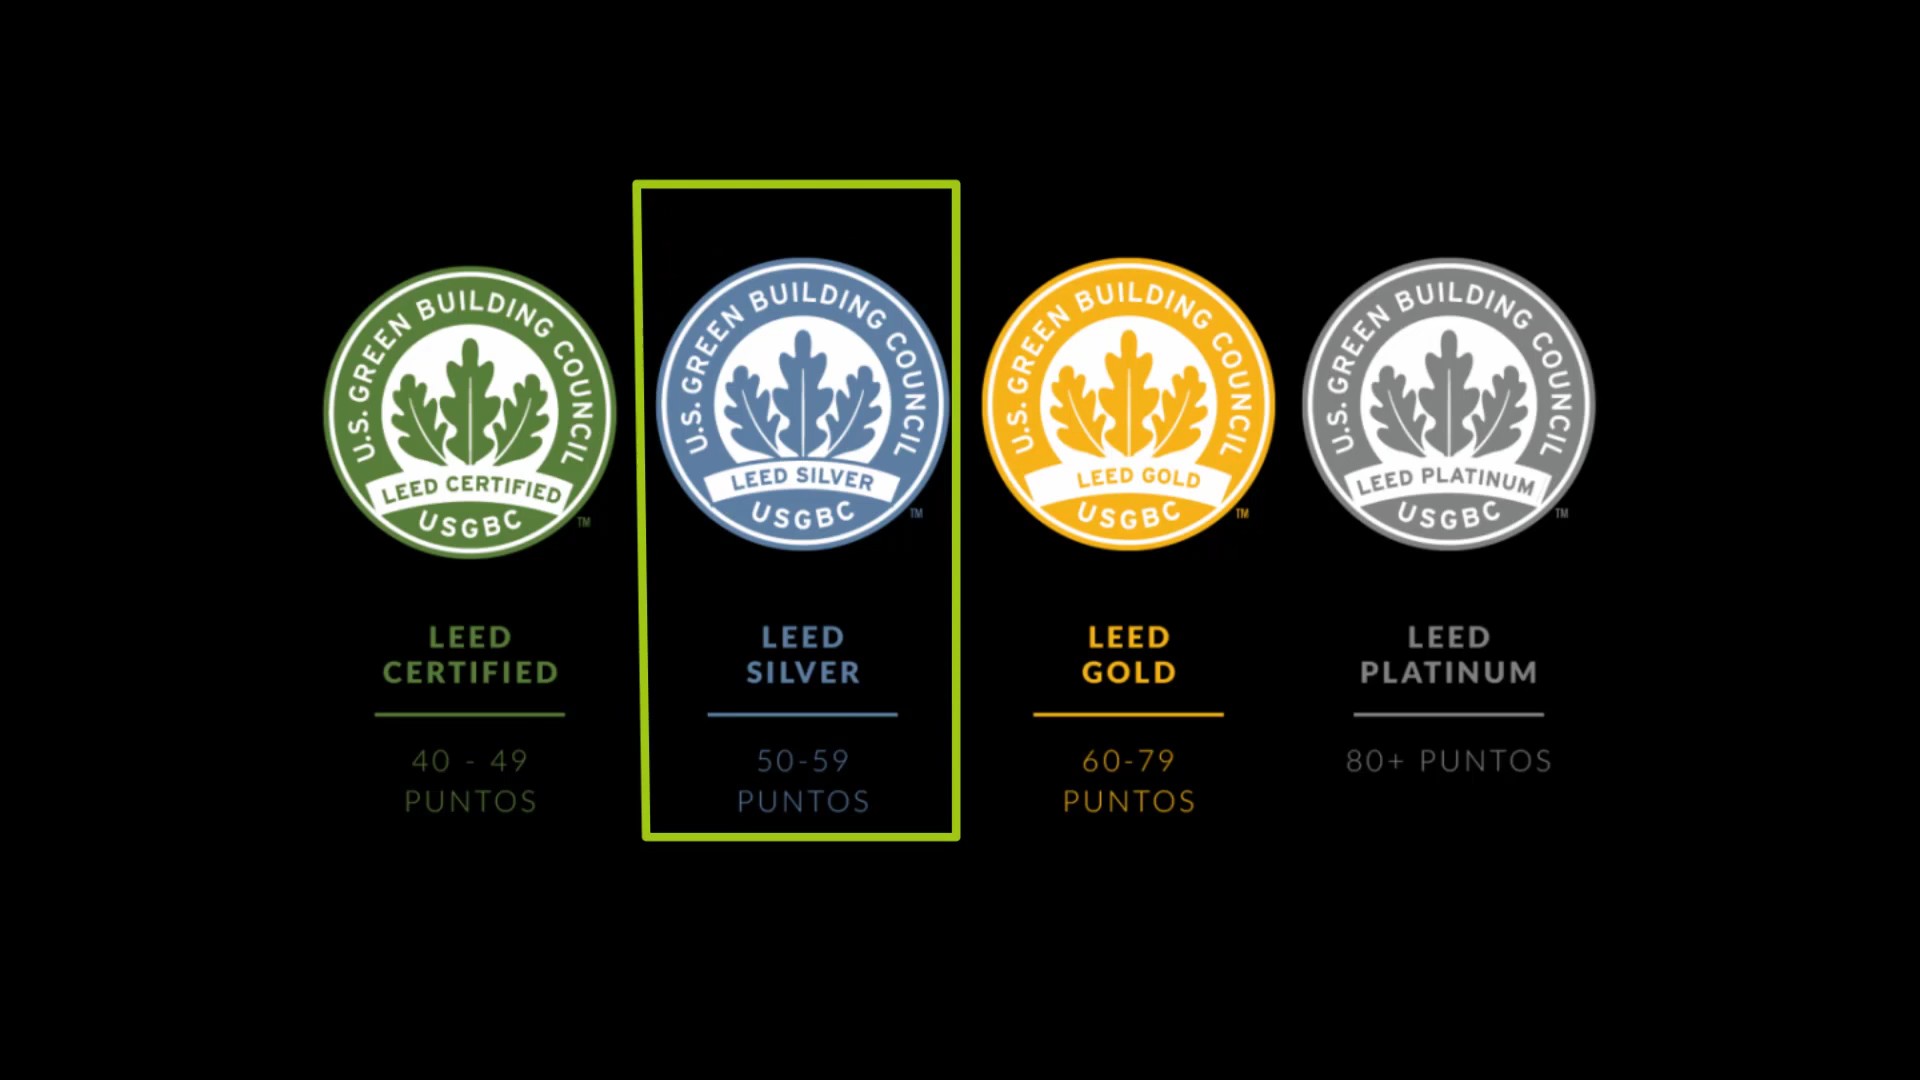 U.S. GREEN BUILDING COUNCIL
LEED CERTIFIED
USGBC
TM
LEED
CERTIFIED
40 - 49
PUNTOS
U.S. GREEN BUILDING COUNCIL
LEED SILVER
USGBC
TM
LEED
SILVER
50-59
PUNTOS
U.S. GREEN BUILDING COUNCIL
LEED GOLD
USGBC
TM
LEED
GOLD
60-79
PUNTOS
U.S. GREEN BUILDING COUNCIL
LEED PLATINUM
USGBC
TM
LEED
PLATINUM
80+ PUNTOS